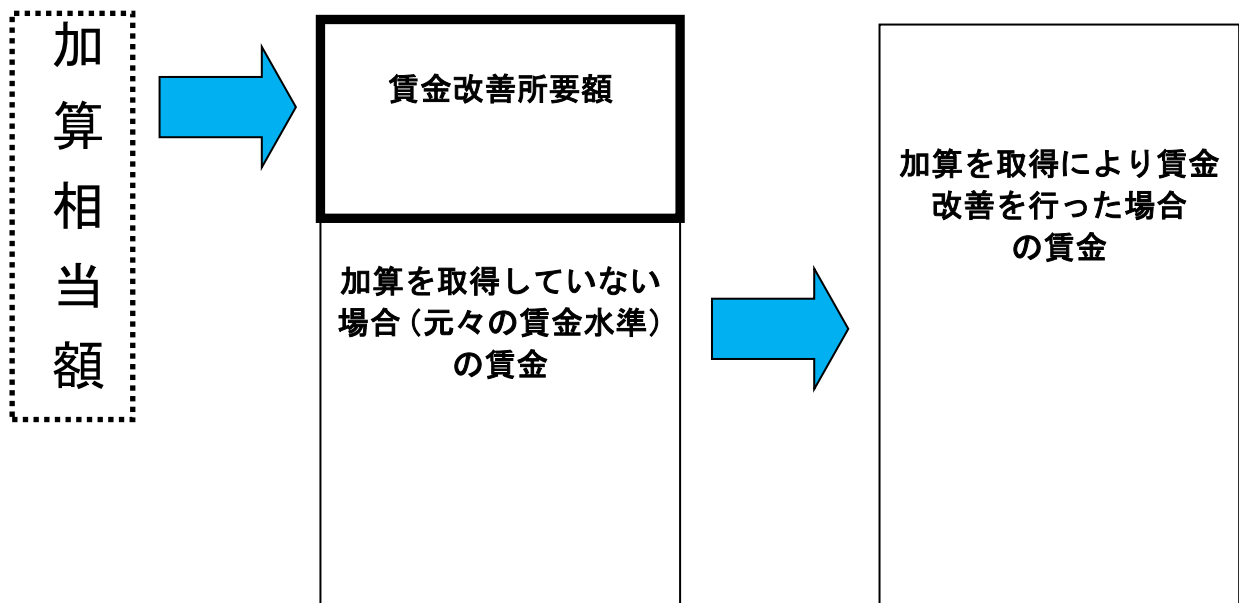 加算相当額
賃金改善所要額
加算を取得していない
場合（元々の賃金水準）
の賃金
加算を取得により賃金
改善を行った場合
の賃金